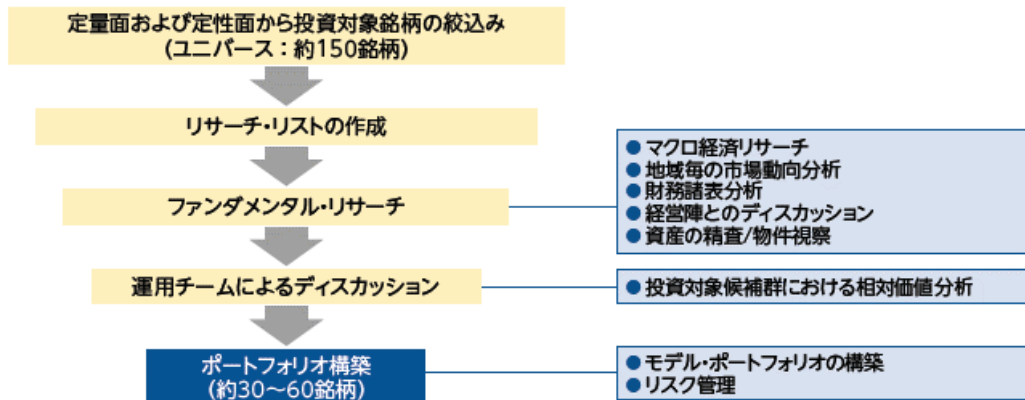 定量面および定性面から投資対象銘柄の絞込み
(ユニバース：約150銘柄)
リサーチ・リストの作成
ファンダメンタル・リサーチ
● マクロ経済リサーチ
● 地域毎の市場動向分析
● 財務諸表分析
● 経営陣とのディスカッション
● 資産の精査/物件視察
運用チームによるディスカッション
● 投資対象候補群における相対価値分析
ポートフォリオ構築
(約30～60銘柄)
● モデル・ポートフォリオの構築
● リスク管理